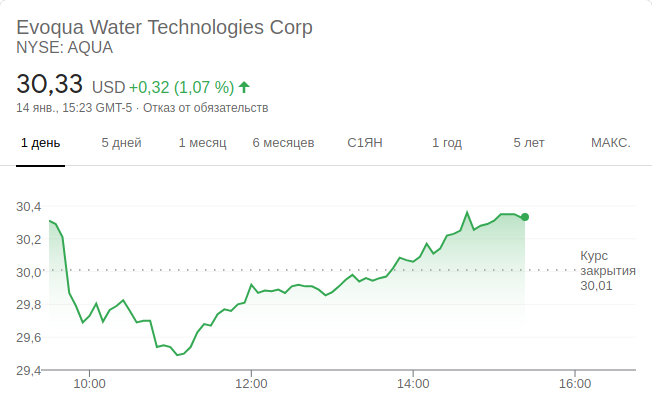 Evoqua Water Technologies Corp
NYSE: AQUA
30,33 USD +0,32 (1,07 %)
14 янв., 15:23 GMT-5 · Отказ от обязательств
1 день 5 дней 1 месяц 6 месяцев С1ЯН 1 год 5 лет МАКС.
30,4
30,2
30,0
29,8
29,6
29,4
Курс
закрытия
30,01
10:00 12:00 14:00 16:00